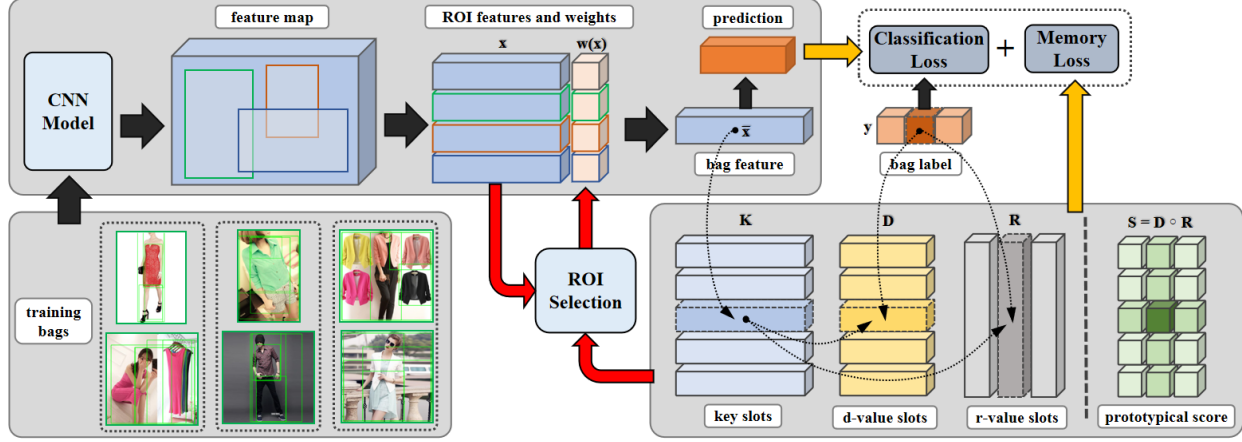 feature map
ROI features and weights
prediction
x
w(x)
CNN
Model
Classification
Loss
+
Memory
Loss
x̄
bag feature
y
bag label
training
bags
ROI
Selection
K
D
R
S = D ∘ R
key slots
d-value slots
r-value slots
prototypical score